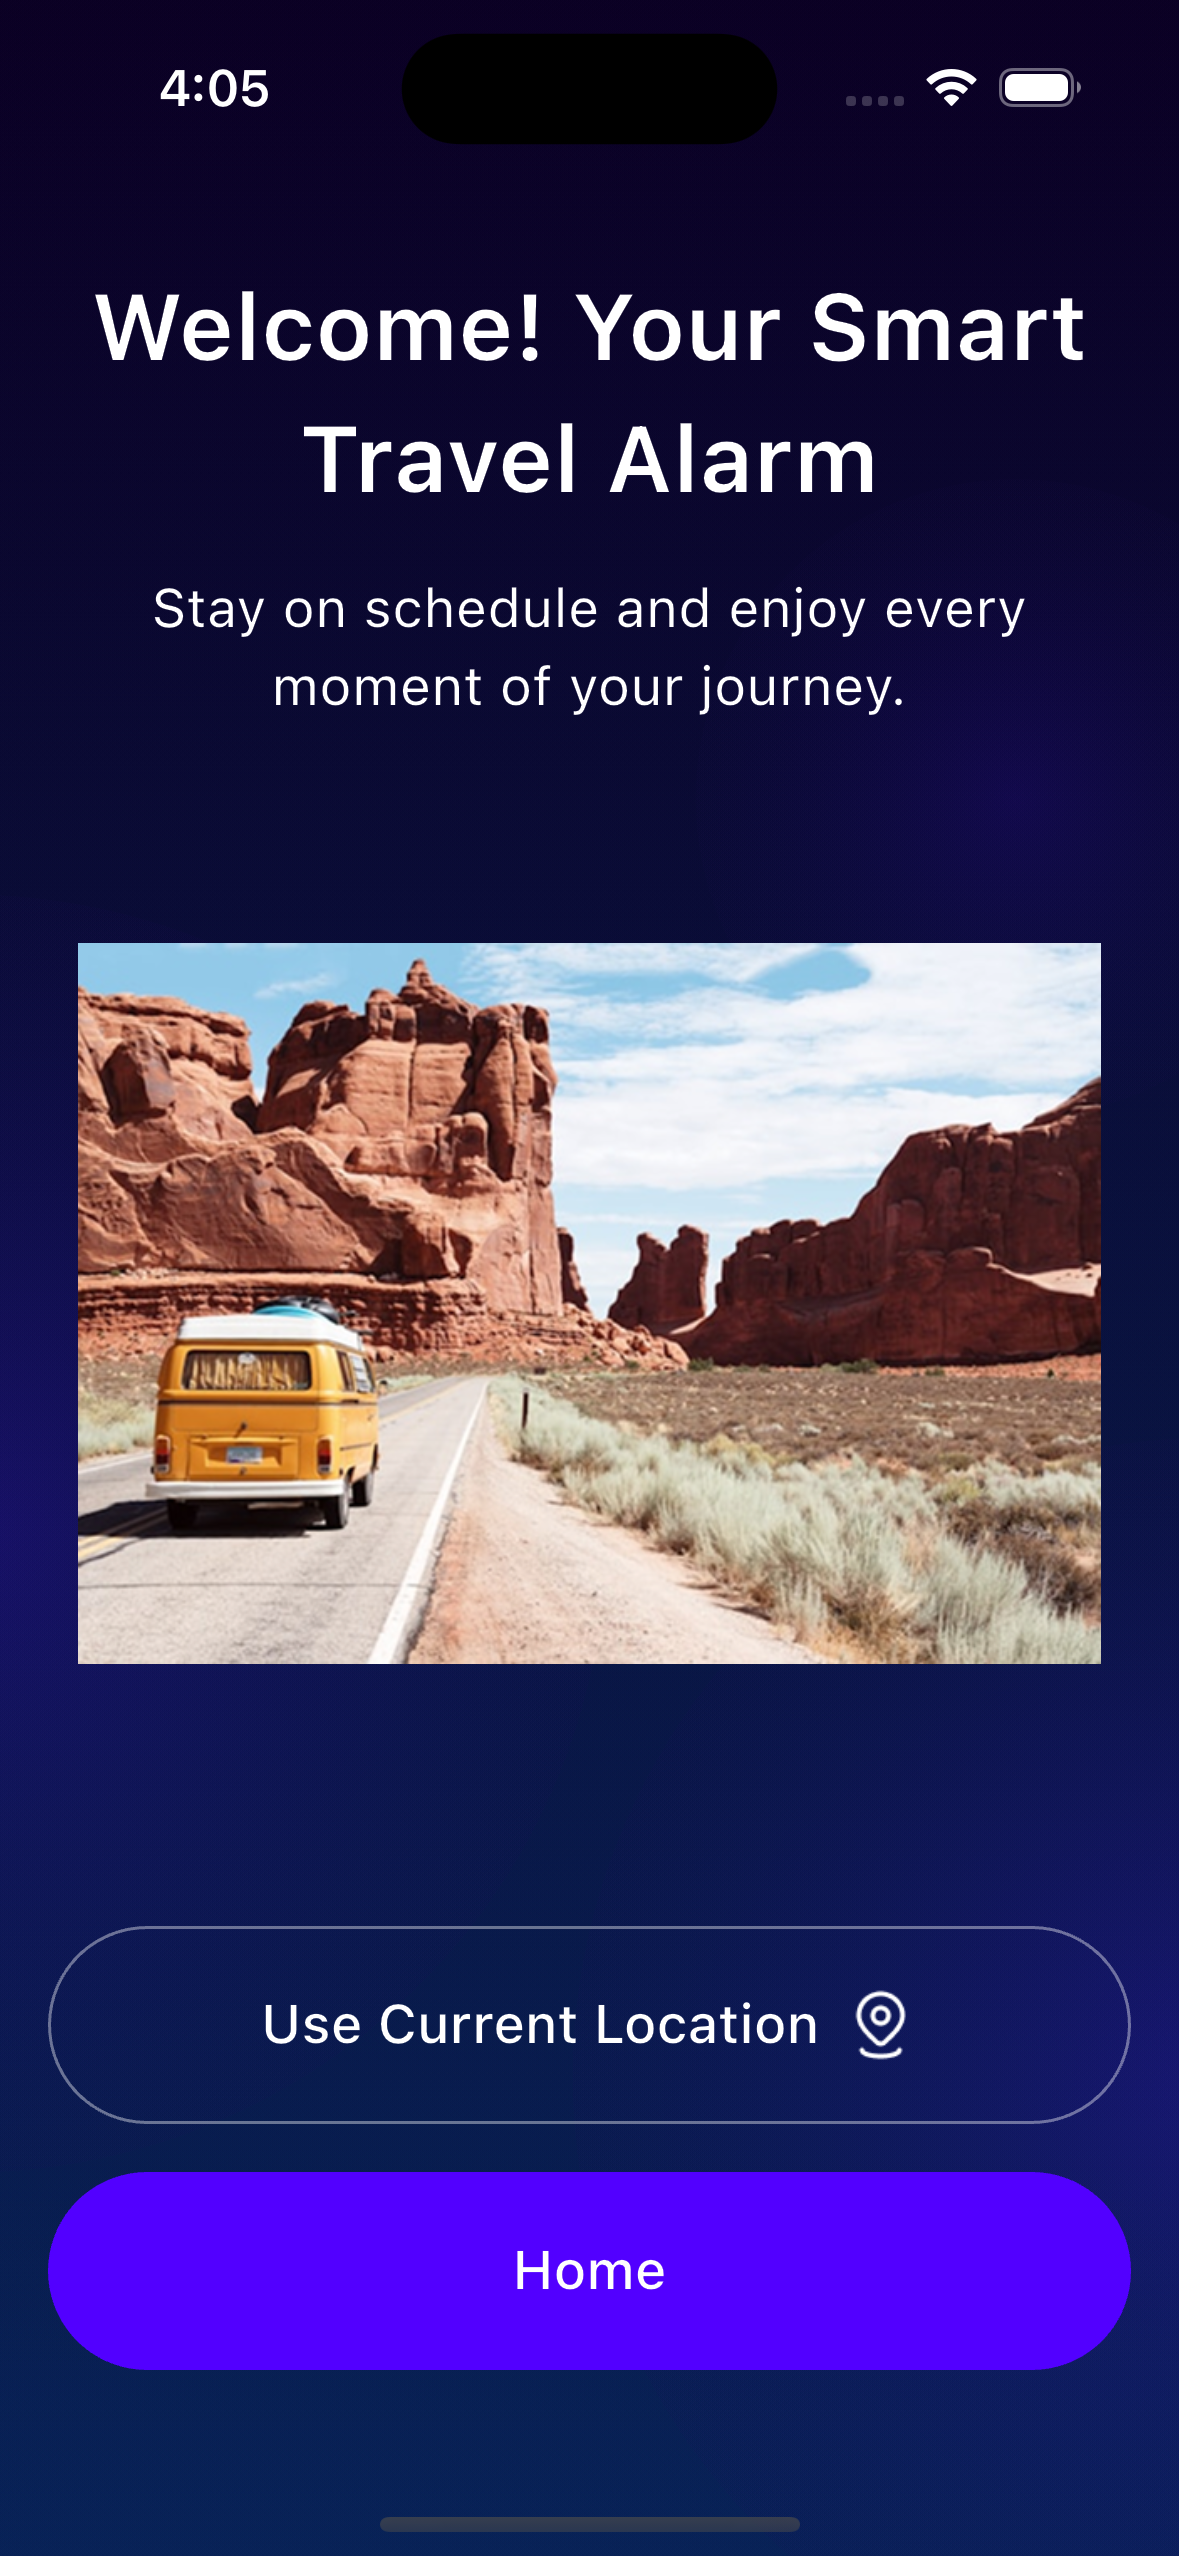 4:05
Welcome! Your Smart
Travel Alarm
Stay on schedule and enjoy every
moment of your journey.
Use Current Location
Home